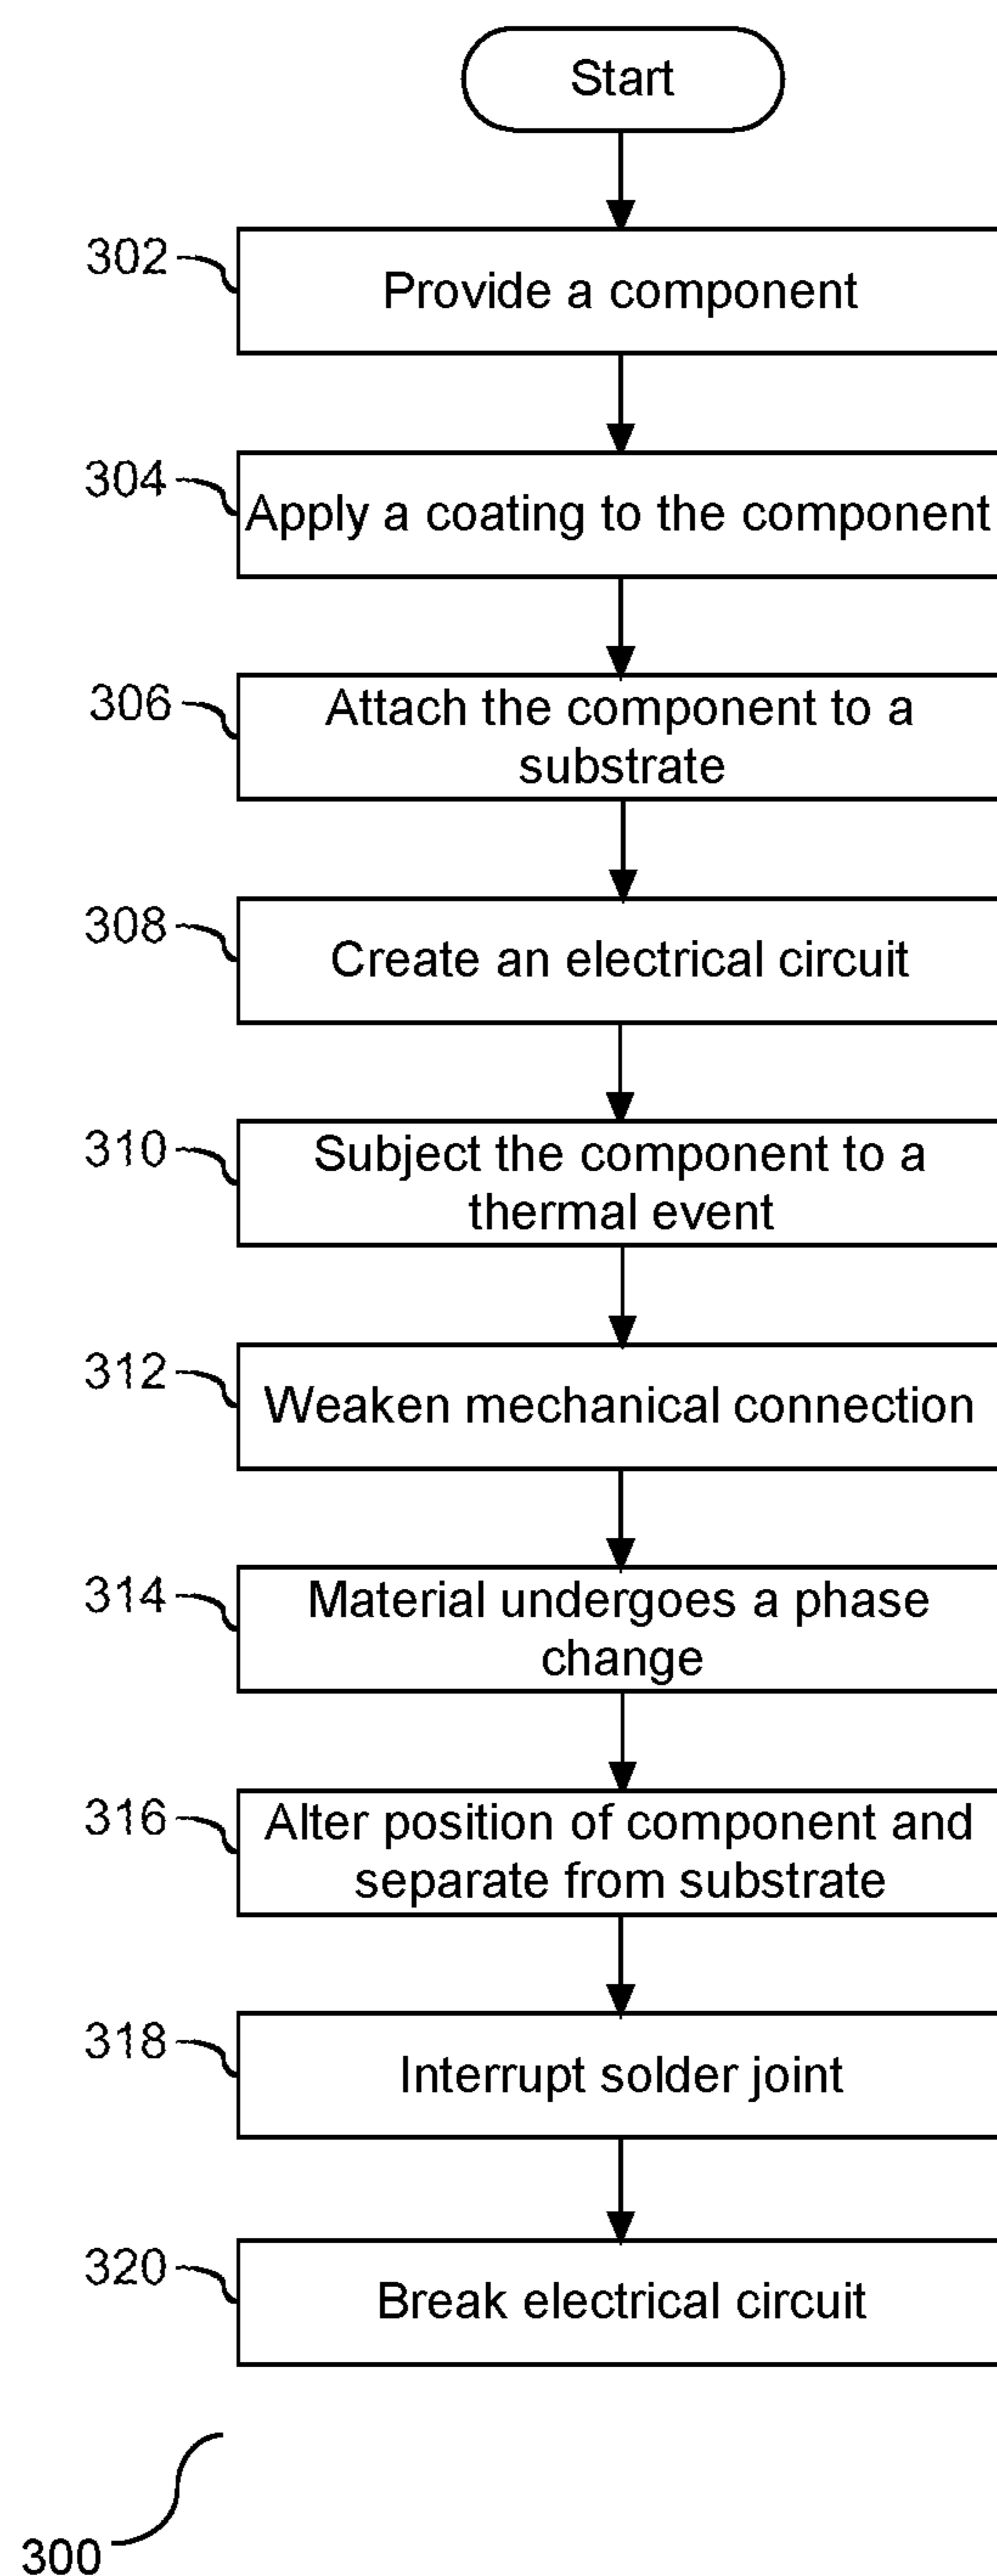 Start
302
Provide a component
304
Apply a coating to the component
306
Attach the component to a
substrate
308
Create an electrical circuit
310
Subject the component to a
thermal event
312
Weaken mechanical connection
314
Material undergoes a phase
change
316
Alter position of component and
separate from substrate
318
Interrupt solder joint
320
Break electrical circuit
300